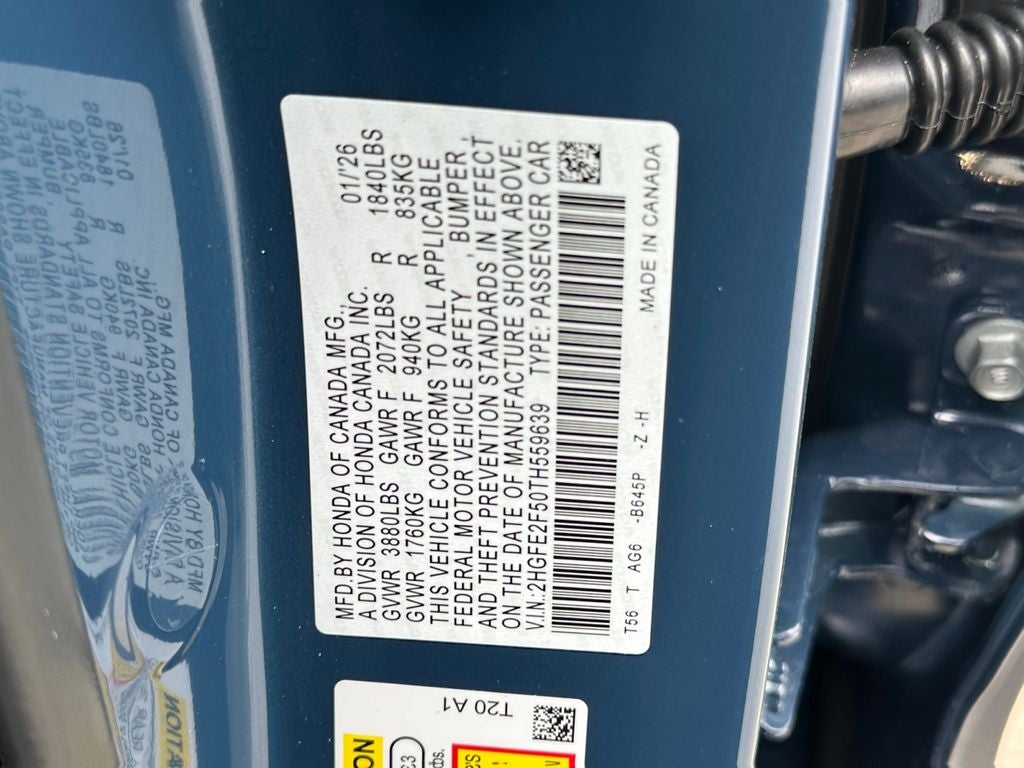 MFD.BY HONDA OF CANADA MFG., 01/'26
A DIVISION OF HONDA CANADA INC.
GVWR 3880LBS GAWR F 2072LBS R 1840LBS
GVWR 1760KG GAWR F 940KG R 835KG
THIS VEHICLE CONFORMS TO ALL APPLICABLE
FEDERAL MOTOR VEHICLE SAFETY , BUMPER,
AND THEFT PREVENTION STANDARDS, IN EFFECT
ON THE DATE OF MANUFACTURE SHOWN ABOVE.
V.I.N.:2HGFE2F50TH559639 TYPE: PASSENGER CAR
T56 T AG6 -B645P -Z -H MADE IN CANADA
T20 A1